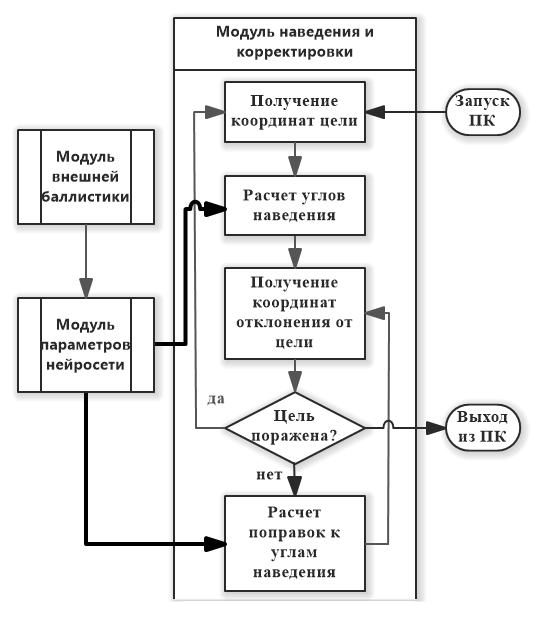 Модуль наведения и
корректировки
Получение
координат цели
Запуск
ПК
Модуль
внешней
баллистики
Расчет углов
наведения
Получение
координат
отклонения от
цели
Модуль
параметров
нейросети
да
Цель
поражена?
Выход
из ПК
нет
Расчет
поправок к
углам
наведения